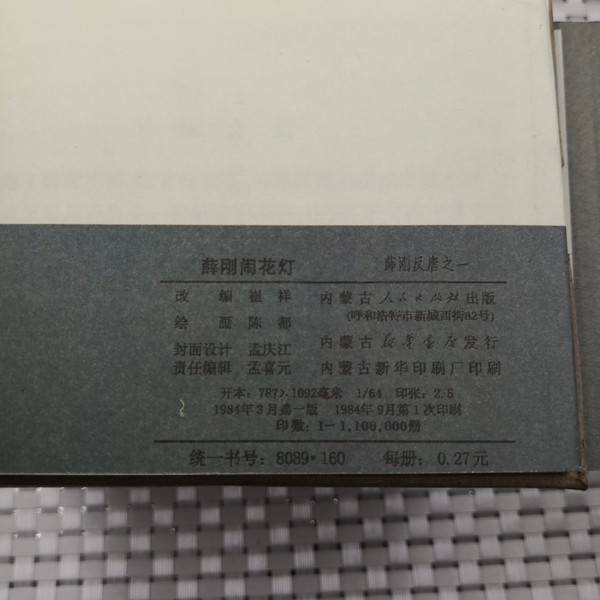 薛刚闹花灯 薛刚反唐之一
改 编 崔 祥 内蒙古人民出版社出版
绘 画 陈 都 (呼和浩特市新城西街82号)
封面设计 孟庆江 内蒙古新华书店发行
责任编辑 孟喜元 内蒙古新华印刷厂印刷
开本：787×1092毫米 1/64 印张：2.5
1984年3月第一版 1984年9月第1次印刷
印数：1—1,100,000册
统一书号：8089·160 每册：0.27元